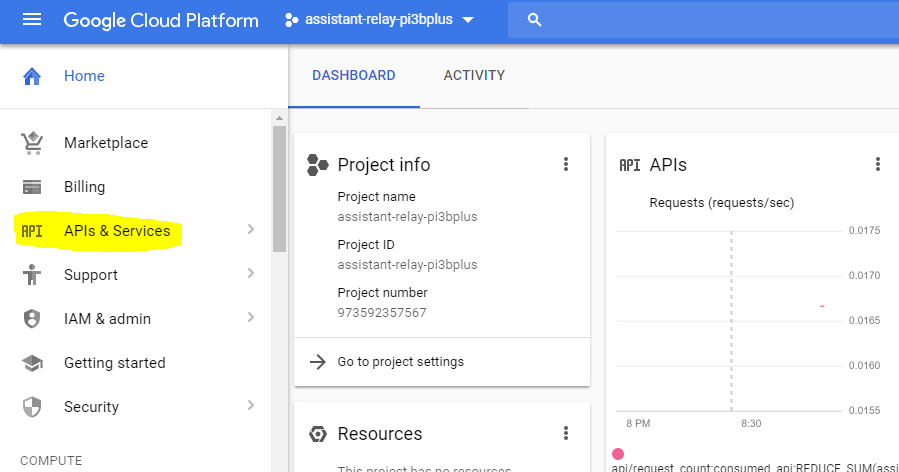 Google Cloud Platform
assistant-relay-pi3bplus
Home
DASHBOARD
ACTIVITY
Marketplace
Billing
API
APIs & Services
Support
IAM & admin
Getting started
Security
COMPUTE
Project info
Project name
assistant-relay-pi3bplus
Project ID
assistant-relay-pi3bplus
Project number
973592357567
Go to project settings
Resources
This project has no resources
API
APIs
Requests (requests/sec)
0.0175
0.0170
0.0165
0.0160
0.0155
8 PM
8:30
api/request_count:consumed_api:REDUCE_SUM(assi